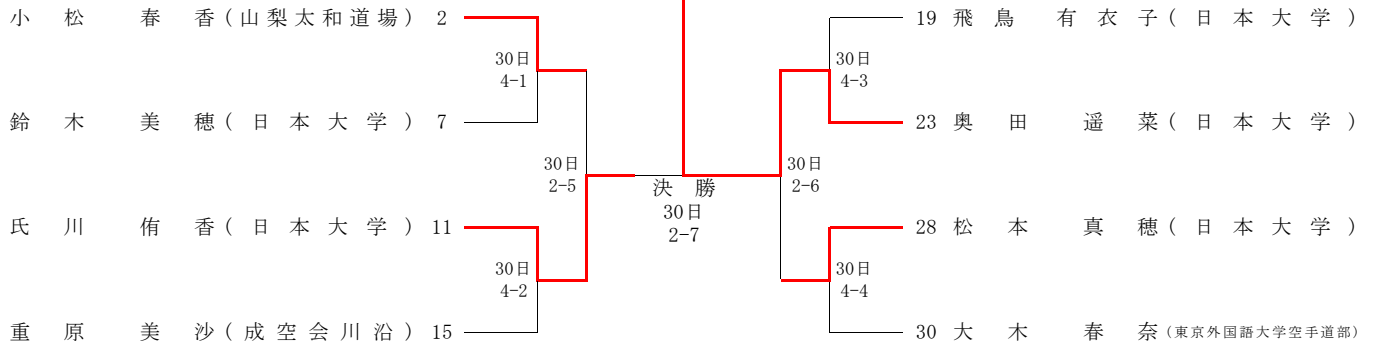 小松 春香(山梨太和道場) 2
30日
4-1
鈴木 美穂(日本大学) 7
30日
2-5
氏川 侑香(日本大学) 11
30日
4-2
重原 美沙(成空会川沿) 15
決勝
30日
2-7
19 飛鳥 有衣子(日本大学)
30日
4-3
23 奥田 遥菜(日本大学)
30日
2-6
28 松本 真穂(日本大学)
30日
4-4
30 大木 春奈(東京外国語大学空手道部)